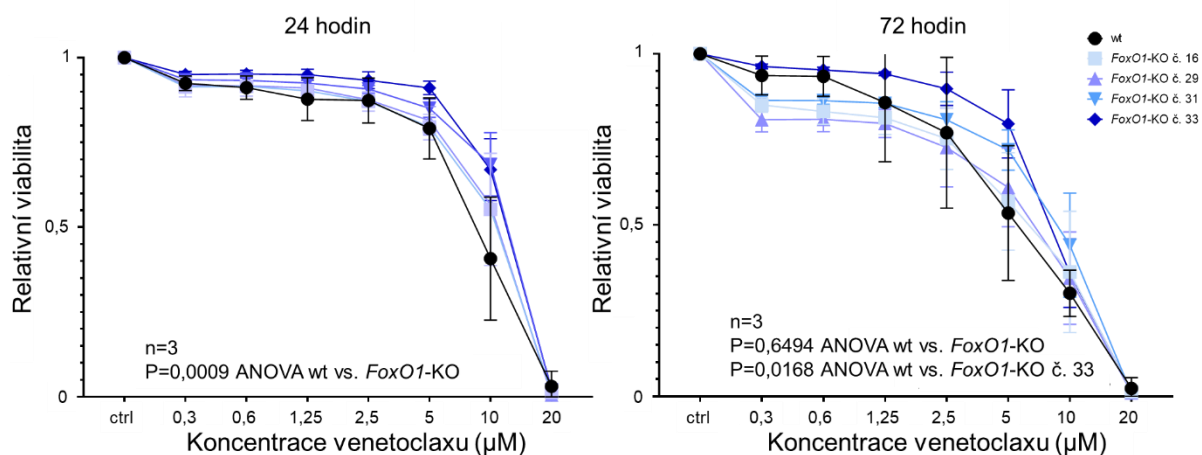 24 hodin
Relativní viabilita
1
0,5
0
n=3
P=0,0009 ANOVA wt vs. FoxO1-KO
ctrl 0,3 0,6 1,25 2,5 5 10 20
Koncentrace venetoclaxu (µM)
72 hodin
Relativní viabilita
1
0,5
0
n=3
P=0,6494 ANOVA wt vs. FoxO1-KO
P=0,0168 ANOVA wt vs. FoxO1-KO č. 33
ctrl 0,3 0,6 1,25 2,5 5 10 20
Koncentrace venetoclaxu (µM)
wt
FoxO1-KO č. 16
FoxO1-KO č. 29
FoxO1-KO č. 31
FoxO1-KO č. 33